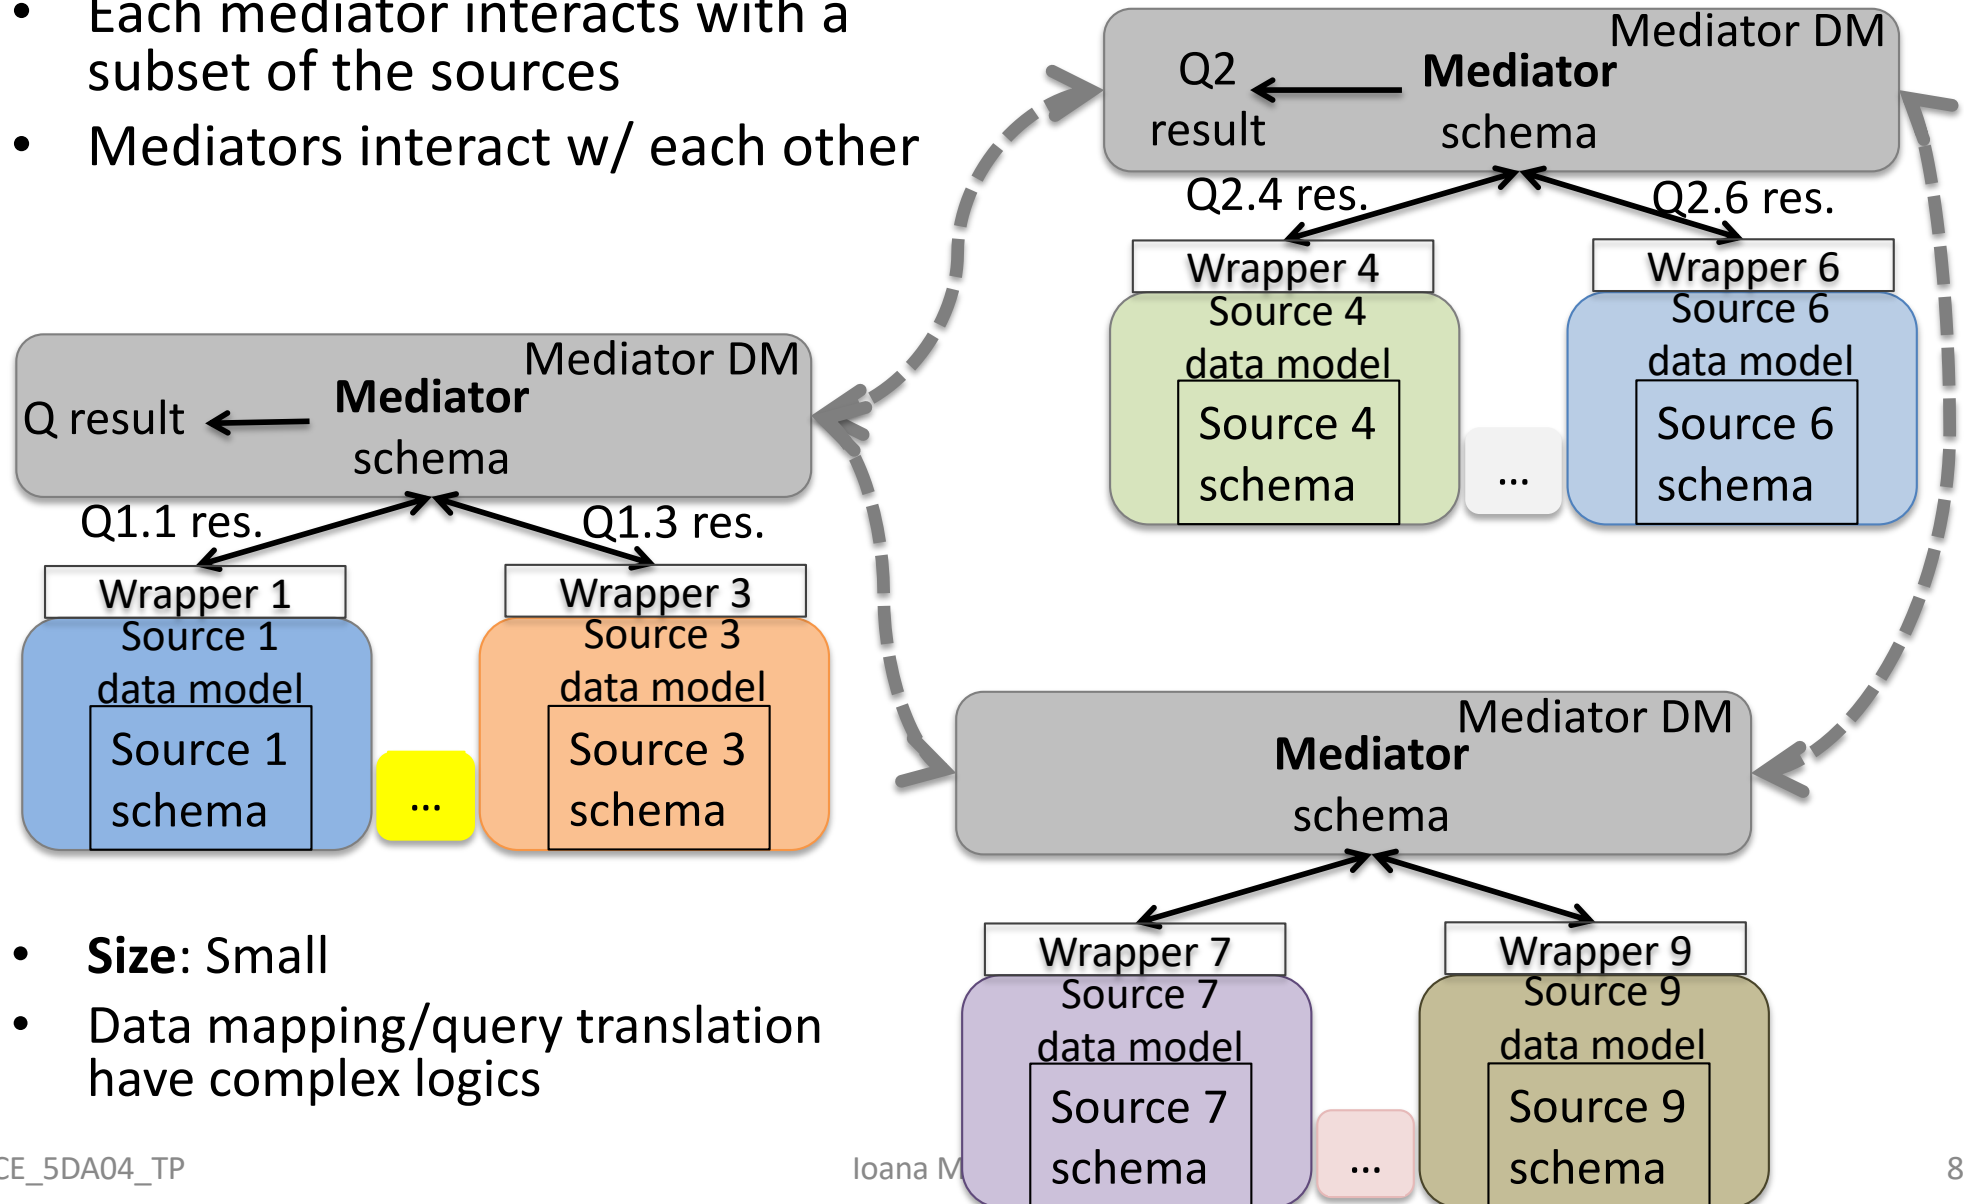 • Each mediator interacts with a
subset of the sources
• Mediators interact w/ each other
Mediator DM
Q2
result
Mediator
schema
Q2.4 res.
Q2.6 res.
Wrapper 4
Source 4
data model
Source 4
schema
...
Wrapper 6
Source 6
data model
Source 6
schema
Mediator DM
Q result
Mediator
schema
Q1.1 res.
Q1.3 res.
Wrapper 1
Source 1
data model
Source 1
schema
...
Wrapper 3
Source 3
data model
Source 3
schema
Mediator DM
Mediator
schema
Wrapper 7
Source 7
data model
Source 7
schema
...
Wrapper 9
Source 9
data model
Source 9
schema
• Size: Small
• Data mapping/query translation
have complex logics
CE_5DA04_TP
Ioana M
8